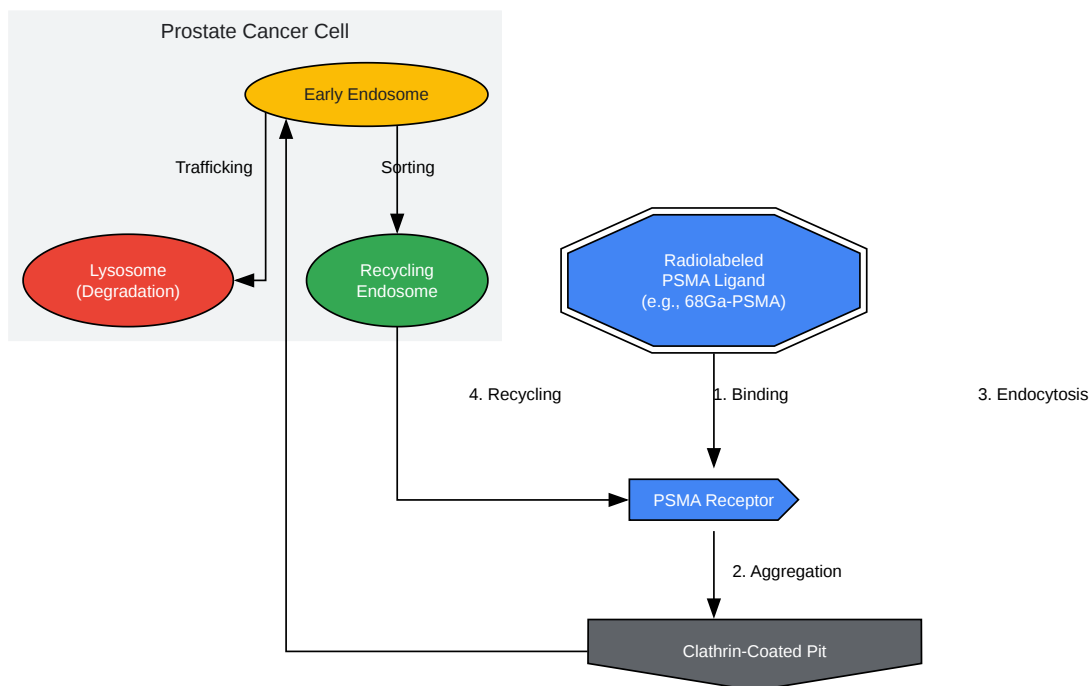 Prostate Cancer Cell
Early Endosome
Trafficking
Sorting
Lysosome
(Degradation)
Recycling
Endosome
Radiolabeled
PSMA Ligand
(e.g., 68Ga-PSMA)
4. Recycling
1. Binding
3. Endocytosis
PSMA Receptor
2. Aggregation
Clathrin-Coated Pit